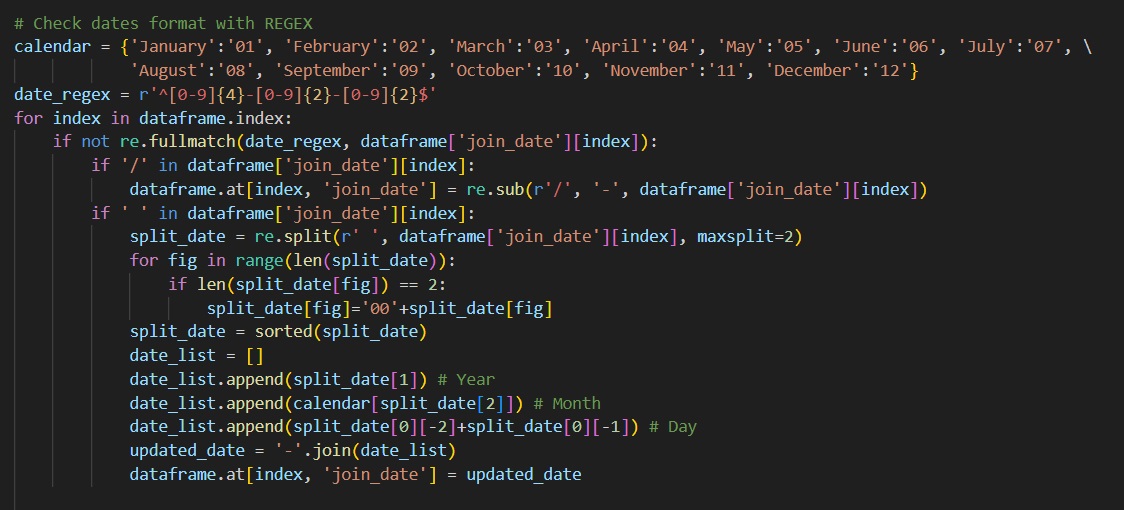 # Check dates format with REGEX
calendar = {'January':'01', 'February':'02', 'March':'03', 'April':'04', 'May':'05', 'June':'06', 'July':'07', \
            'August':'08', 'September':'09', 'October':'10', 'November':'11', 'December':'12'}
date_regex = r'^[0-9]{4}-[0-9]{2}-[0-9]{2}$'
for index in dataframe.index:
    if not re.fullmatch(date_regex, dataframe['join_date'][index]):
        if '/' in dataframe['join_date'][index]:
            dataframe.at[index, 'join_date'] = re.sub(r'/', '-', dataframe['join_date'][index])
        if ' ' in dataframe['join_date'][index]:
            split_date = re.split(r' ', dataframe['join_date'][index], maxsplit=2)
            for fig in range(len(split_date)):
                if len(split_date[fig]) == 2:
                    split_date[fig]='00'+split_date[fig]
            split_date = sorted(split_date)
            date_list = []
            date_list.append(split_date[1]) # Year
            date_list.append(calendar[split_date[2]]) # Month
            date_list.append(split_date[0][-2]+split_date[0][-1]) # Day
            updated_date = '-'.join(date_list)
            dataframe.at[index, 'join_date'] = updated_date